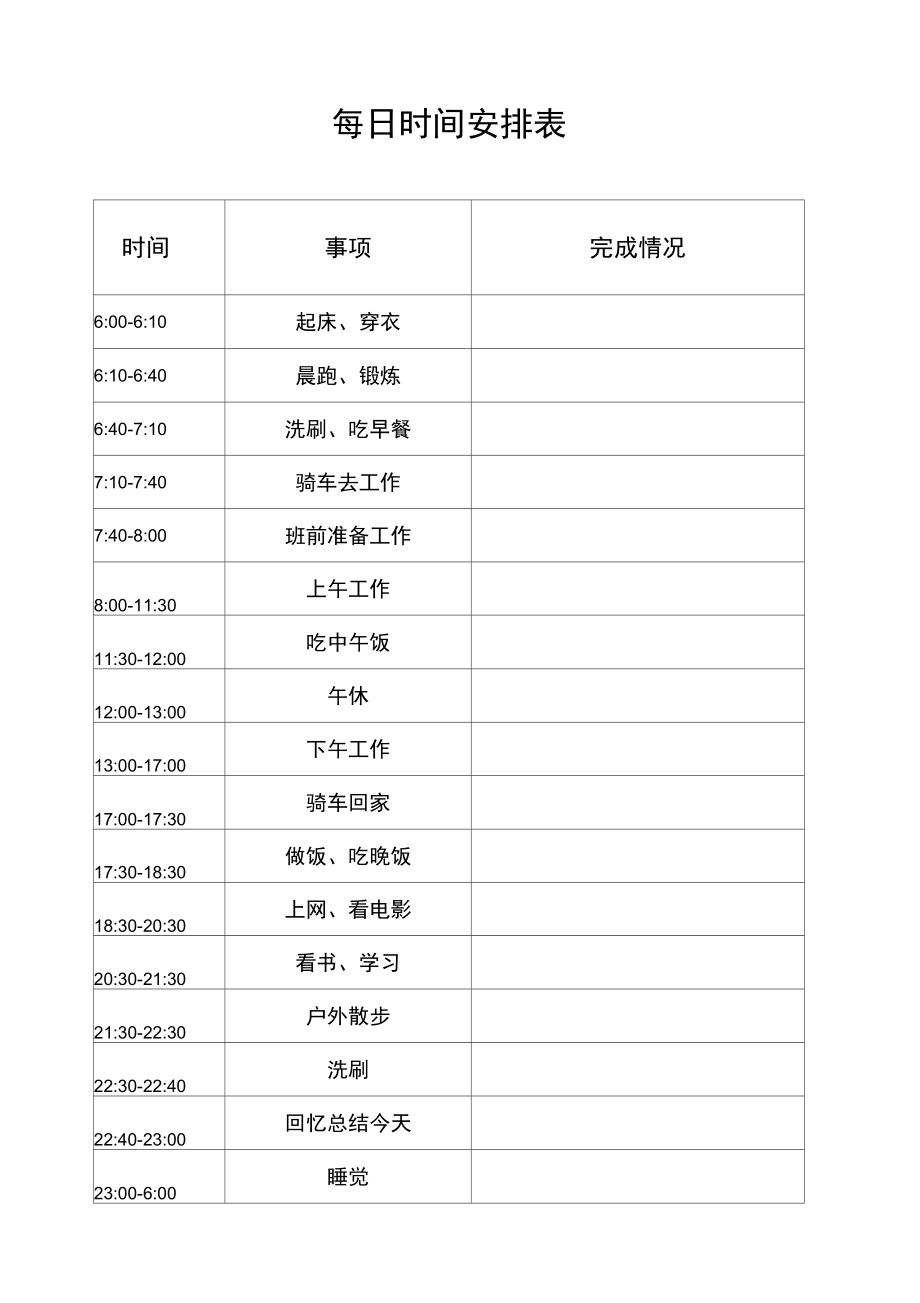 每日时间安排表
时间 事项 完成情况
6:00-6:10 起床、穿衣
6:10-6:40 晨跑、锻炼
6:40-7:10 洗刷、吃早餐
7:10-7:40 骑车去工作
7:40-8:00 班前准备工作
8:00-11:30 上午工作
11:30-12:00 吃中午饭
12:00-13:00 午休
13:00-17:00 下午工作
17:00-17:30 骑车回家
17:30-18:30 做饭、吃晚饭
18:30-20:30 上网、看电影
20:30-21:30 看书、学习
21:30-22:30 户外散步
22:30-22:40 洗刷
22:40-23:00 回忆总结今天
23:00-6:00 睡觉